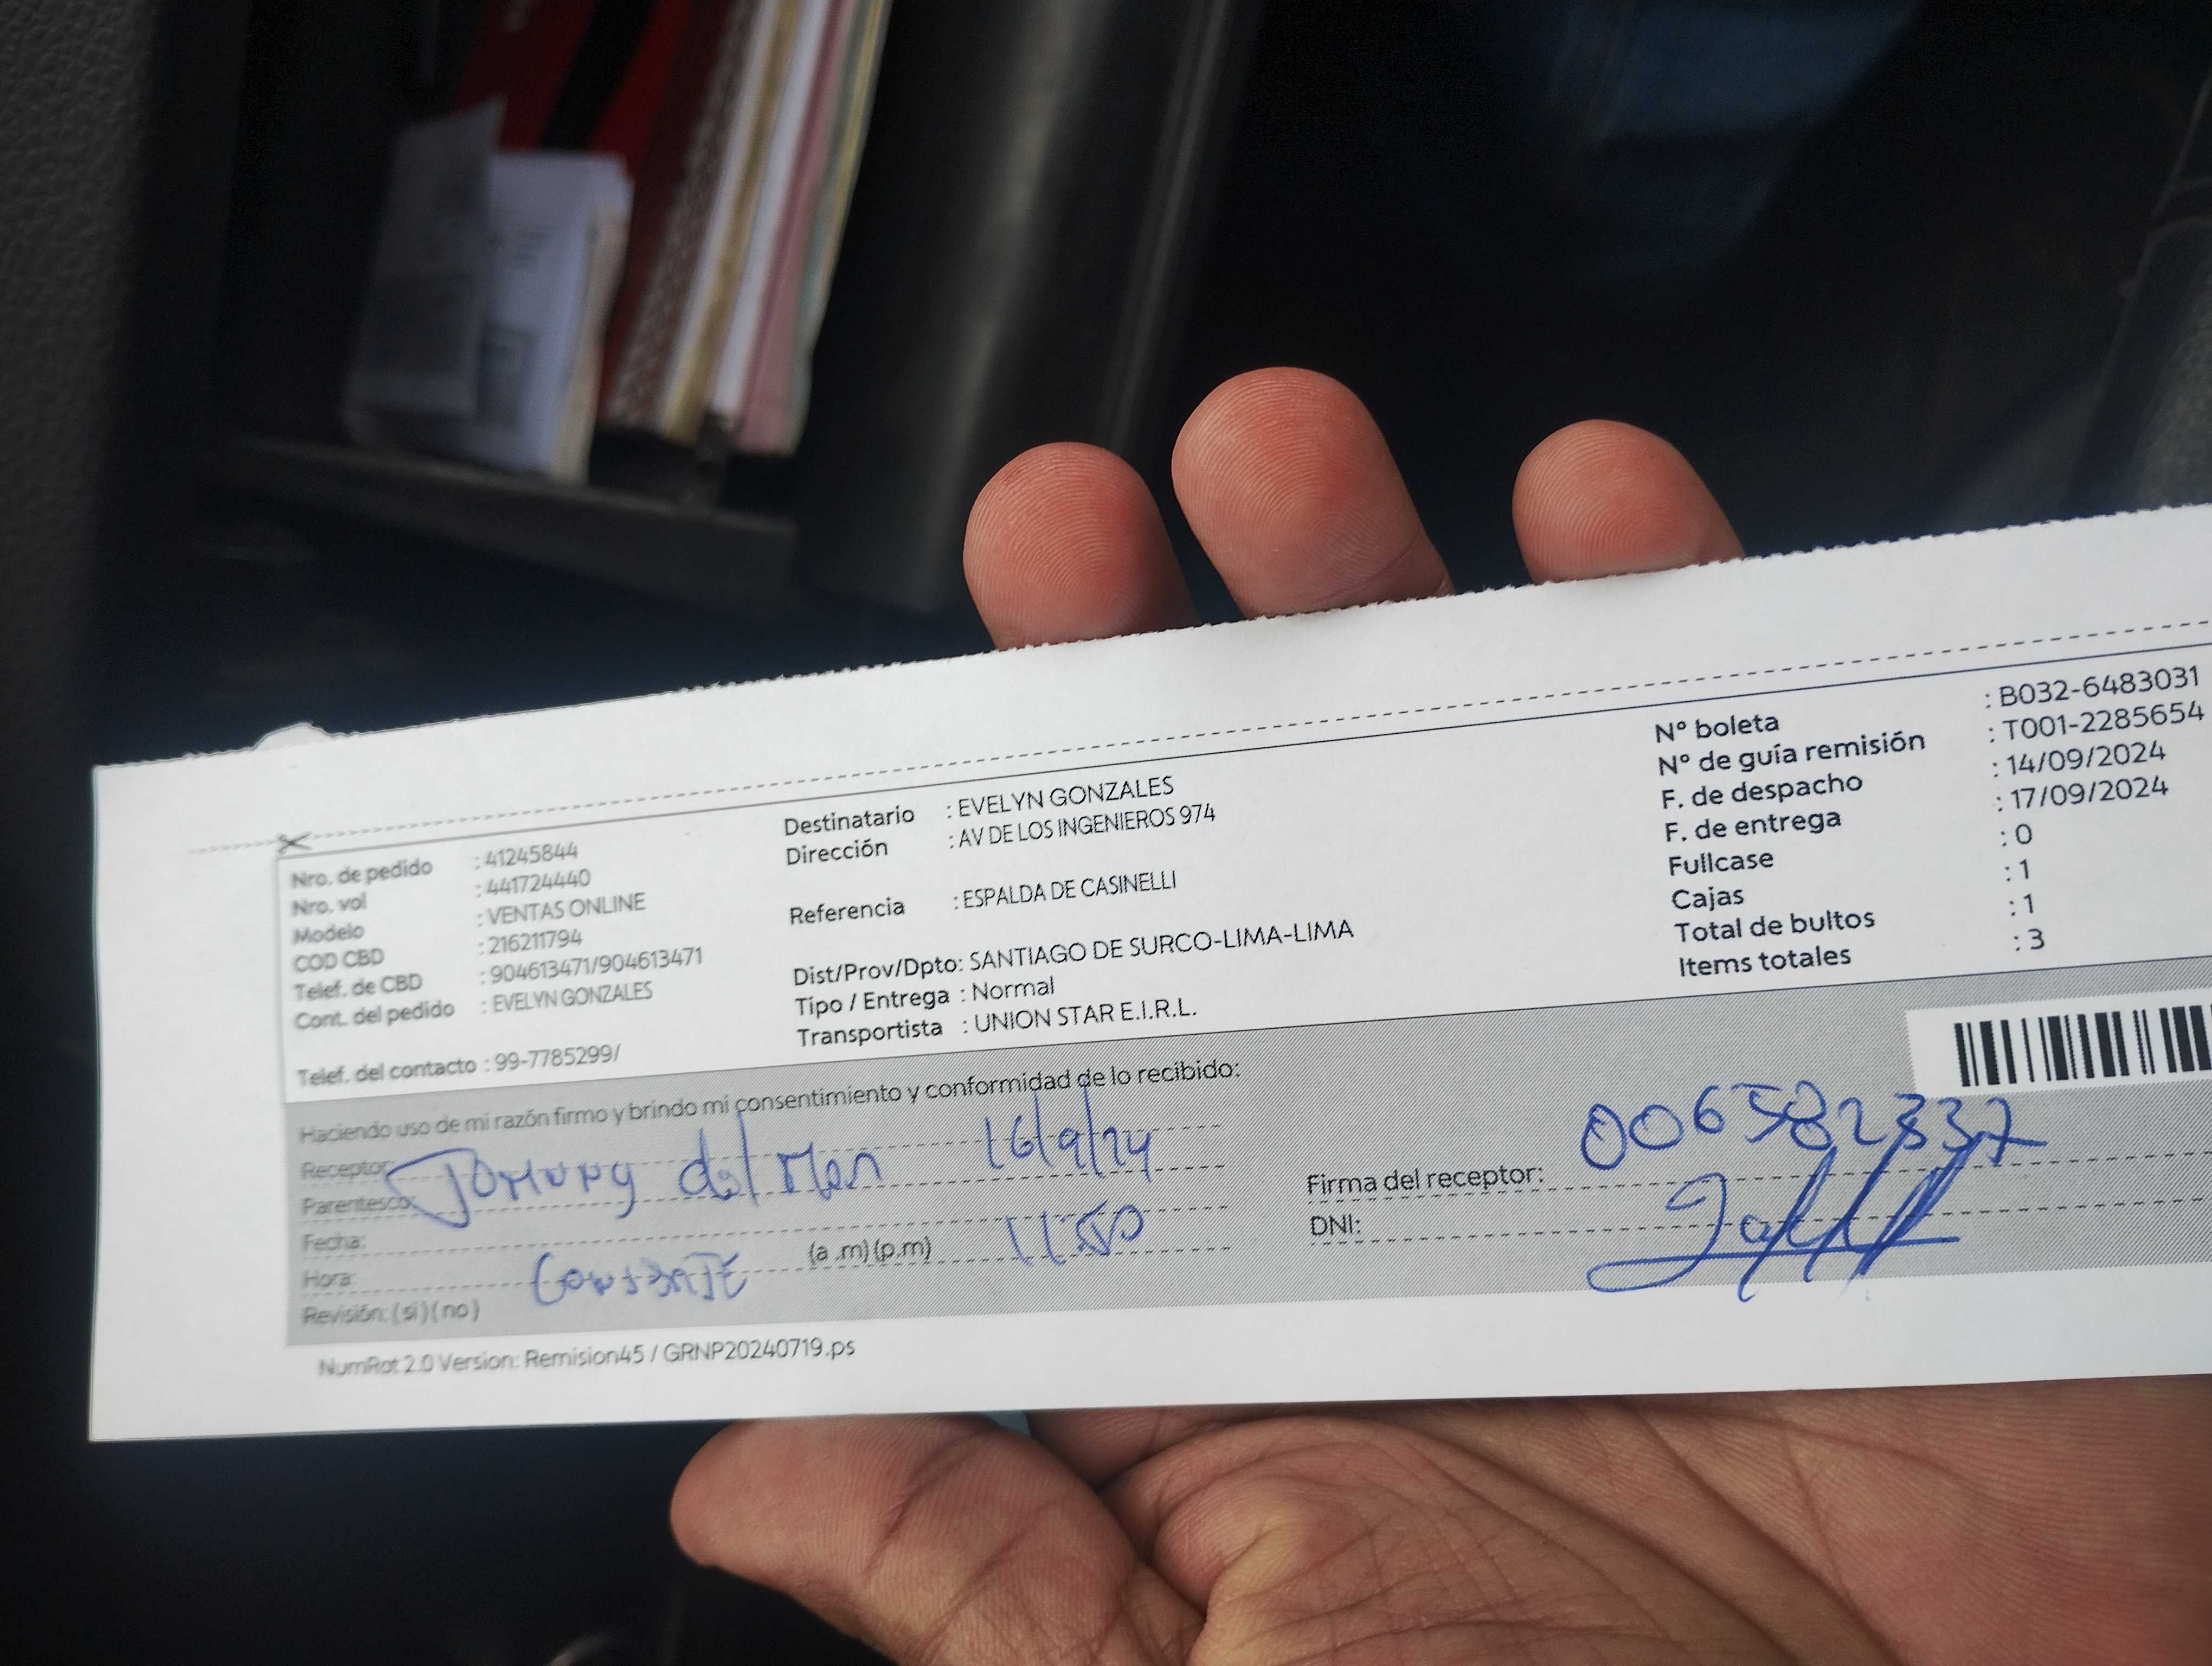 Nro. de pedido : 41245844
Nro. vol : 441724440
Modelo : VENTAS ONLINE
COD CBD : 216211794
Telef. de CBD : 904613471/904613471
Cont. del pedido : EVELYN GONZALES
Telef. del contacto : 99-7785299/
Destinatario : EVELYN GONZALES
Dirección : AV DE LOS INGENIEROS 974
Referencia : ESPALDA DE CASINELLI
Dist/Prov/Dpto: SANTIAGO DE SURCO-LIMA-LIMA
Tipo / Entrega : Normal
Transportista : UNION STAR E.I.R.L.
N° boleta : B032-6483031
N° de guía remisión : T001-2285654
F. de despacho : 14/09/2024
F. de entrega : 17/09/2024
Fullcase : 0
Cajas : 1
Total de bultos : 1
Items totales : 3
Haciendo uso de mi razón firmo y brindo mi consentimiento y conformidad de lo recibido:
Receptor: 16/9/24
Parentesco: del
Fecha:
Hora: (a .m) (p.m) 11:50
Revisión: ( si ) ( no )
Firma del receptor:
DNI:
NumRot 2.0 Version: Remision45 / GRNP20240719.ps